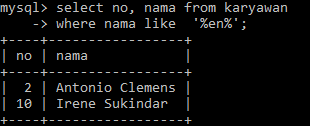 mysql> select no, nama from karyawan
    -> where nama like  '%en%';
+----+-----------------+
| no | nama            |
+----+-----------------+
|  2 | Antonio Clemens |
| 10 | Irene Sukindar  |
+----+-----------------+